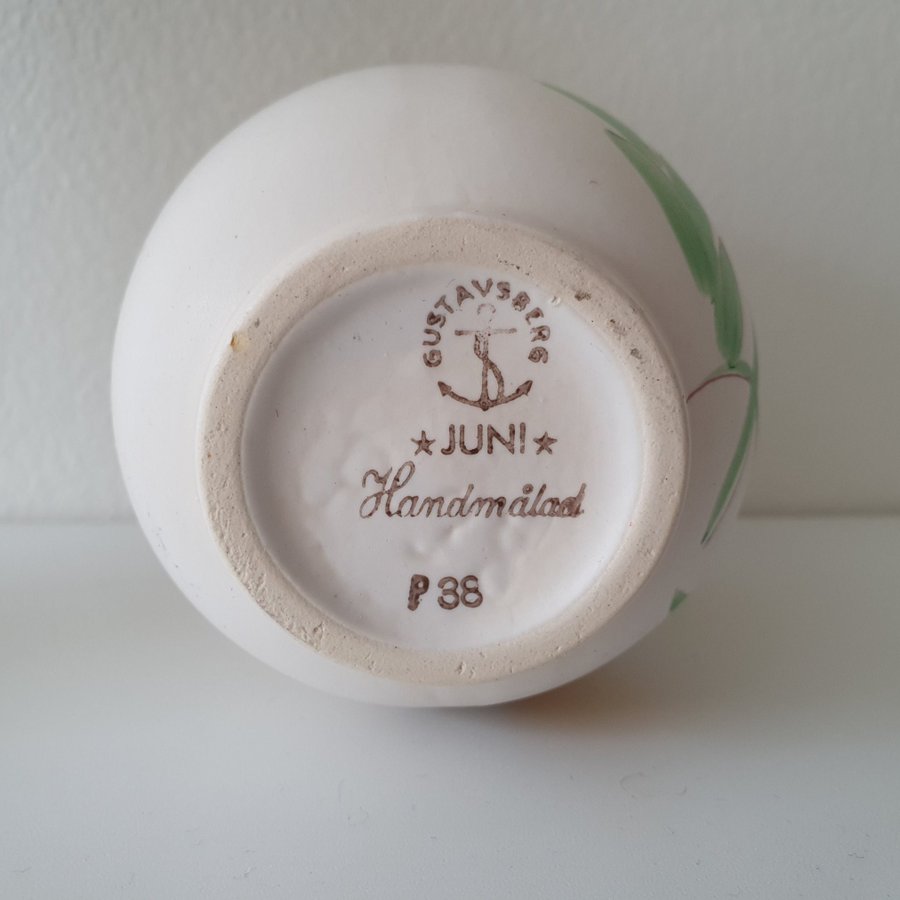 GUSTAVSBERG
★JUNI★
Handmålad
P 38